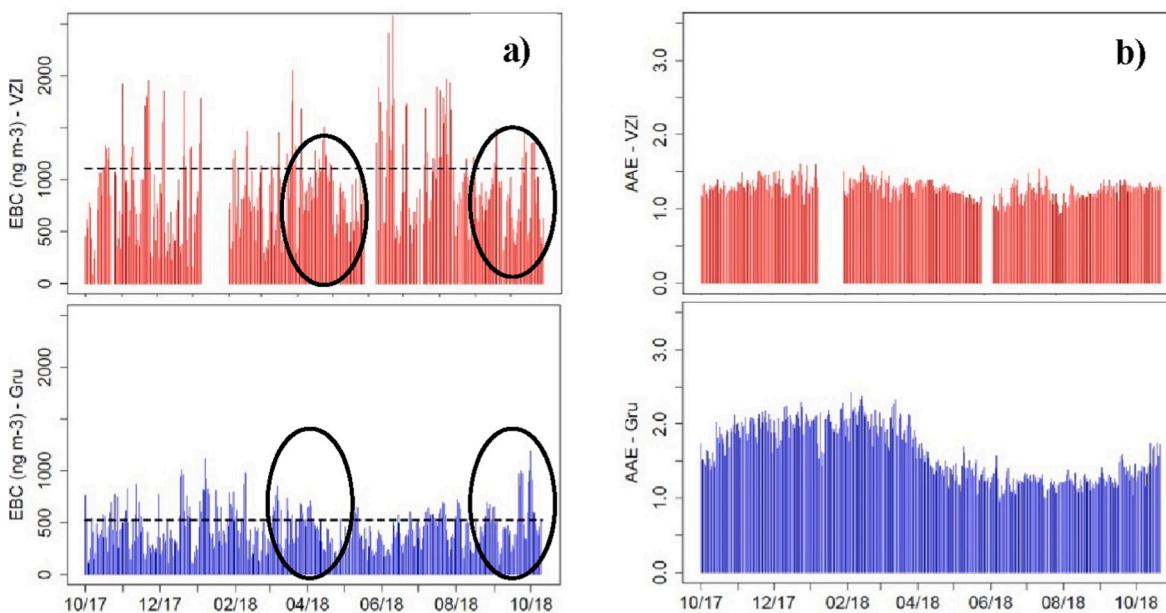 a)
EBC (ng m-3) - VZI
2000
1000
500
0
b)
AAE - VZI
3.0
2.0
1.0
0.0
EBC (ng m-3) - Gru
2000
1000
500
0
10/17 12/17 02/18 04/18 06/18 08/18 10/18
AAE - Gru
3.0
2.0
1.0
0.0
10/17 12/17 02/18 04/18 06/18 08/18 10/18